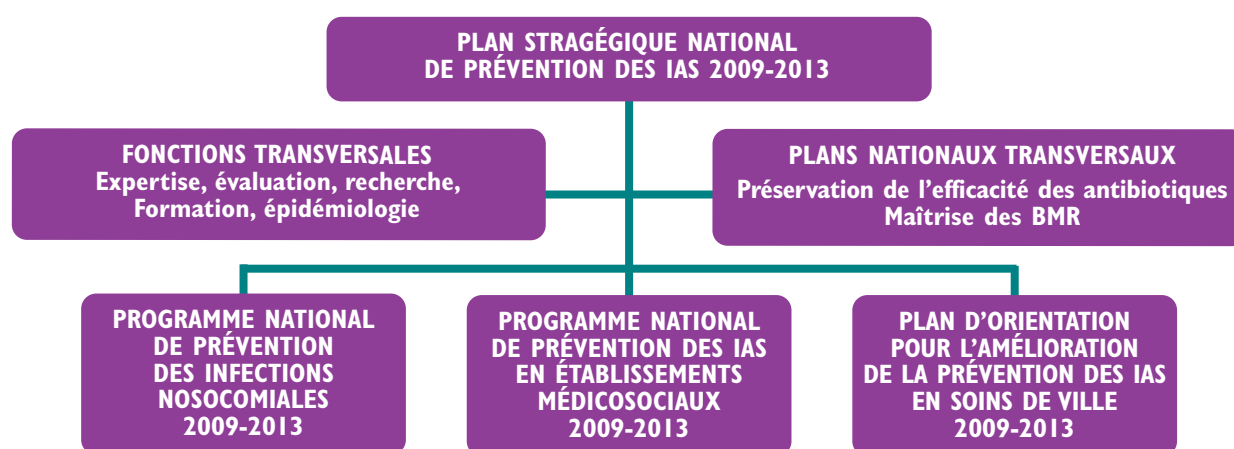 PLAN STRAGÉGIQUE NATIONAL
DE PRÉVENTION DES IAS 2009-2013
FONCTIONS TRANSVERSALES
Expertise, évaluation, recherche,
Formation, épidémiologie
PLANS NATIONAUX TRANSVERSAUX
Préservation de l'efficacité des antibiotiques
Maîtrise des BMR
PROGRAMME NATIONAL
DE PRÉVENTION
DES INFECTIONS
NOSOCOMIALES
2009-2013
PROGRAMME NATIONAL
DE PRÉVENTION DES IAS
EN ÉTABLISSEMENTS
MÉDICOSOCIAUX
2009-2013
PLAN D'ORIENTATION
POUR L'AMÉLIORATION
DE LA PRÉVENTION DES IAS
EN SOINS DE VILLE
2009-2013